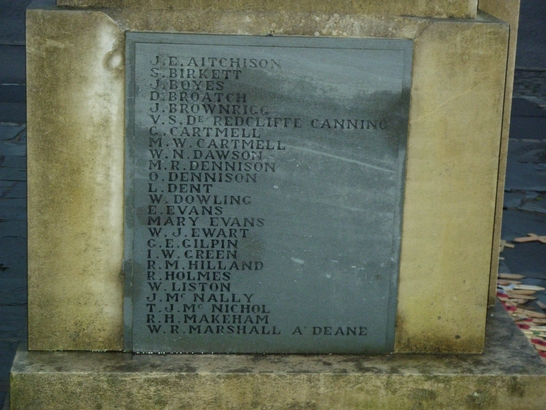 J.E. AITCHISON
S. BIRKETT
J. BOYES
D. BROATCH
J. BROWNRIGG
V.S. De REDCLIFFE CANNING
G. CARTMELL
M.W. CARTMELL
W.N. DAWSON
M.R. DENNISON
O. DENNISON
L. DENT
W. DOWLING
E. EVANS
MARY EVANS
W.J. EWART
G.E. GILPIN
I.W. GREEN
R.M. HILLAND
R. HOLMES
W. LISTON
J. Mc NALLY
T.J. Mc NICHOL
R.H. MAKEHAM
W.R. MARSHALL A'DEANE